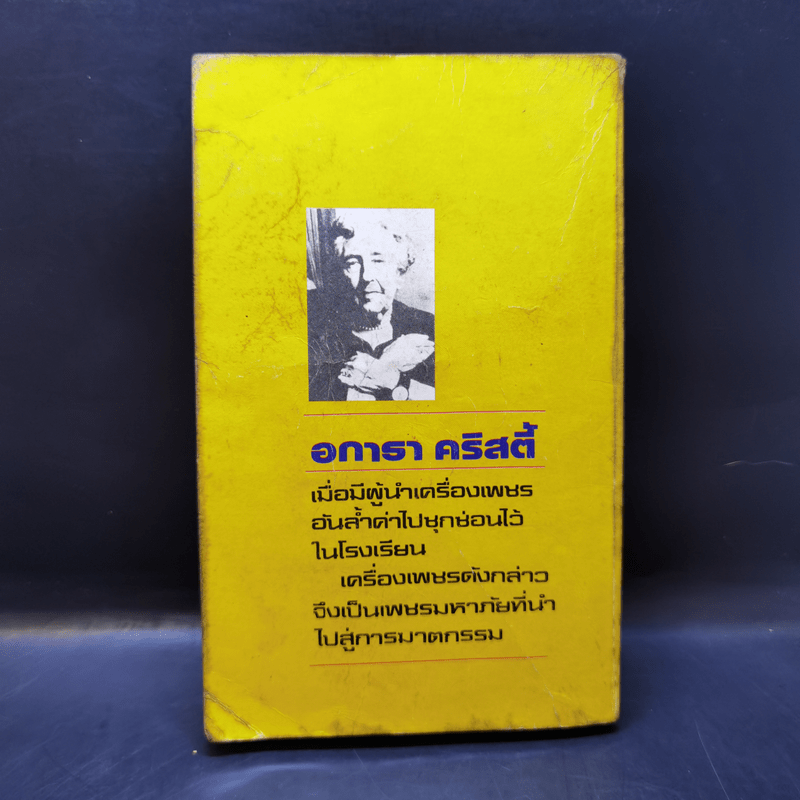 อกาธา คริสตี้
เมื่อมีผู้นำเครื่องเพชร
อันล้ำค่าไปซุกซ่อนไว้
ในโรงเรียน
เครื่องเพชรดังกล่าว
จึงเป็นเพชรมหาภัยที่นำ
ไปสู่การฆาตกรรม